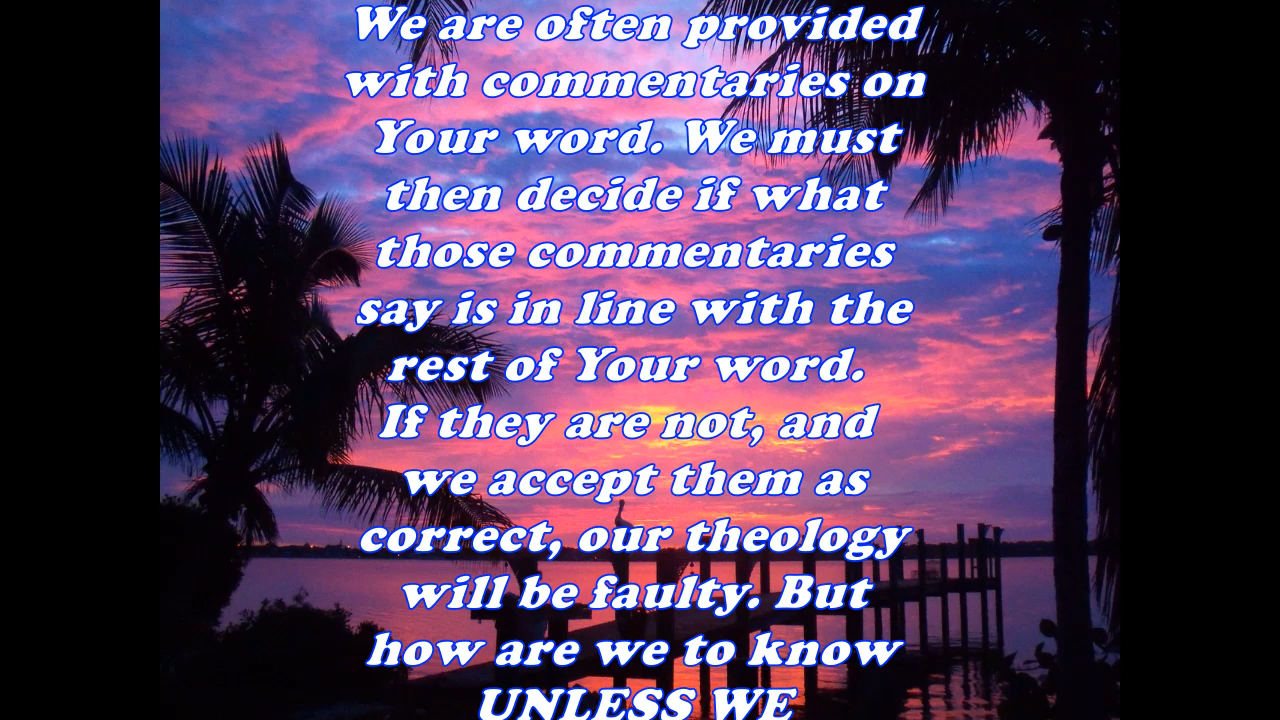 We are often provided
with commentaries on
Your word. We must
then decide if what
those commentaries
say is in line with the
rest of Your word.
If they are not, and
we accept them as
correct, our theology
will be faulty. But
how are we to know
UNLESS WE